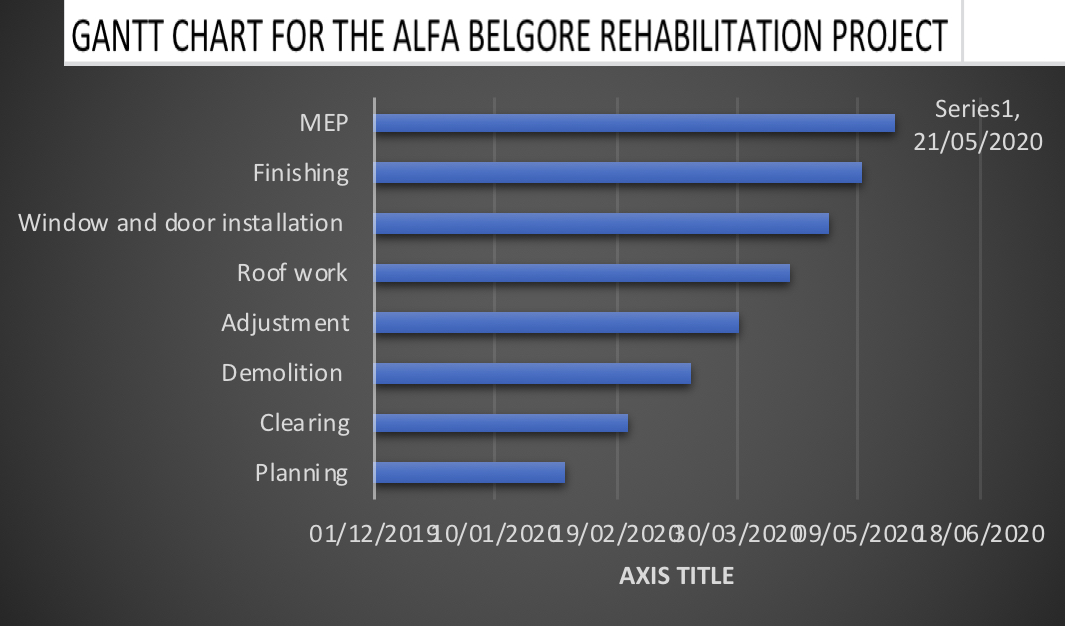 GANTT CHART FOR THE ALFA BELGORE REHABILITATION PROJECT
Series1,
21/05/2020
MEP
Finishing
Window and door installation
Roof work
Adjustment
Demolition
Clearing
Planning
01/12/2019 10/01/2020 19/02/2020 30/03/2020 09/05/2020 18/06/2020
AXIS TITLE